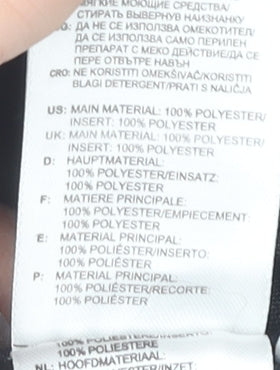 МЯГКИЕ МОЮЩИЕ СРЕДСТВА/
СТИРАТЬ ВЫВЕРНУВ НАИЗНАНКУ
ДА НЕ СЕ ИЗПОЛЗВА ОМЕКОТИТЕЛ/
ДА СЕ ИЗПОЛЗВА САМО ПЕРИЛЕН
ПРЕПАРАТ С МЕКО ДЕЙСТВИЕ/ДА СЕ
ПЕРЕ ОТВЪТРЕ НАВЪН
CRO: NE KORISTITI OMEKŠIVAČ/KORISTITI
BLAGI DETERGENT/PRATI S NALIČJA
US: MAIN MATERIAL: 100% POLYESTER/
INSERT: 100% POLYESTER
UK: MAIN MATERIAL: 100% POLYESTER/
INSERT: 100% POLYESTER
D: HAUPTMATERIAL:
100% POLYESTER/EINSATZ:
100% POLYESTER
F: MATIERE PRINCIPALE:
100% POLYESTER/EMPIECEMENT:
100% POLYESTER
E: MATERIAL PRINCIPAL:
100% POLIÉSTER/INSERTO:
100% POLIÉSTER
P: MATERIAL PRINCIPAL:
100% POLIÉSTER/RECORTE:
100% POLIÉSTER
100% POLIESTERE
NL: HOOFDMATERIAAL: